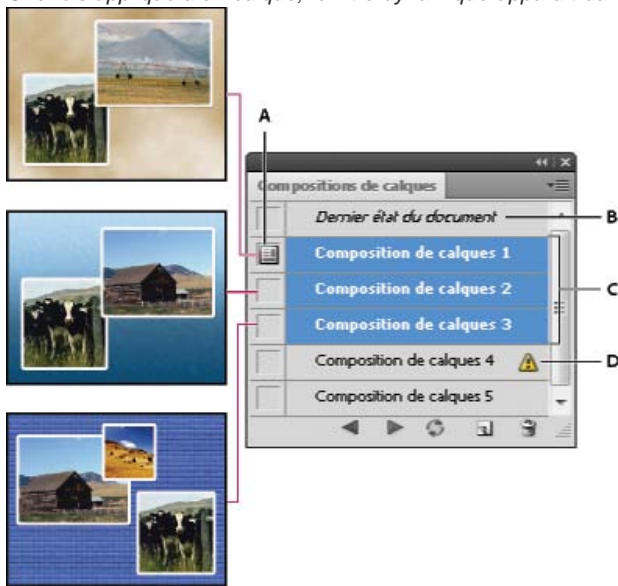 A
Compositions de calques
Dernier état du document
B
Composition de calques 1
Composition de calques 2
C
Composition de calques 3
Composition de calques 4
D
Composition de calques 5